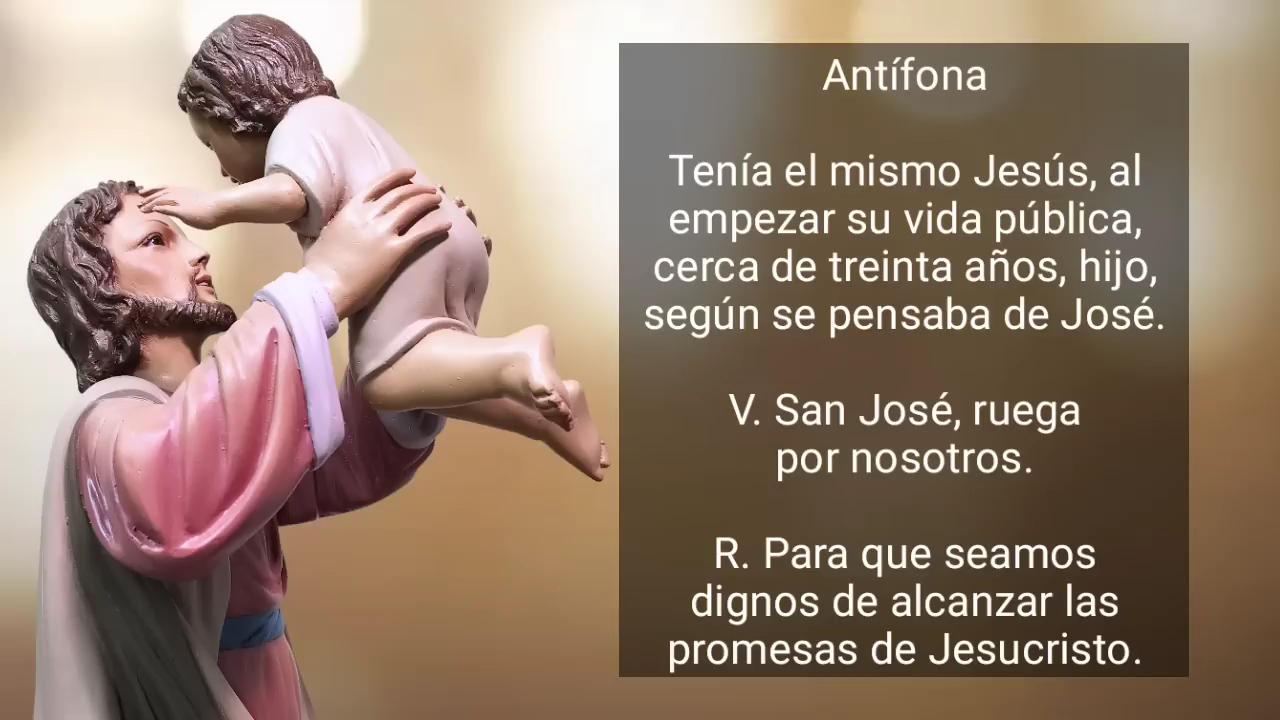 Antífona
Tenía el mismo Jesús, al
empezar su vida pública,
cerca de treinta años, hijo,
según se pensaba de José.
V. San José, ruega
por nosotros.
R. Para que seamos
dignos de alcanzar las
promesas de Jesucristo.